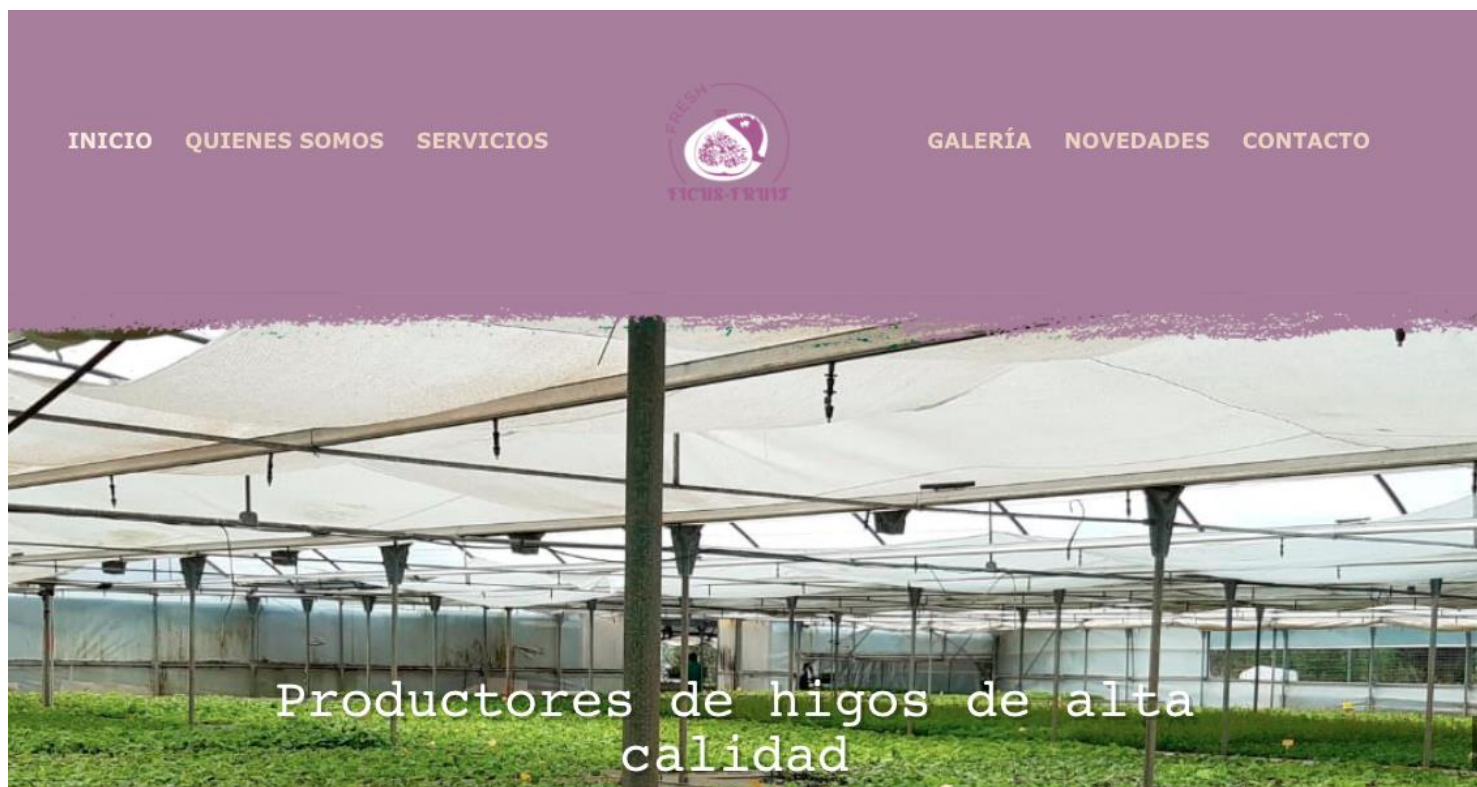 INICIO QUIENES SOMOS SERVICIOS
FRESH
FICUS-FRUIT
GALERÍA NOVEDADES CONTACTO
Productores de higos de alta
calidad